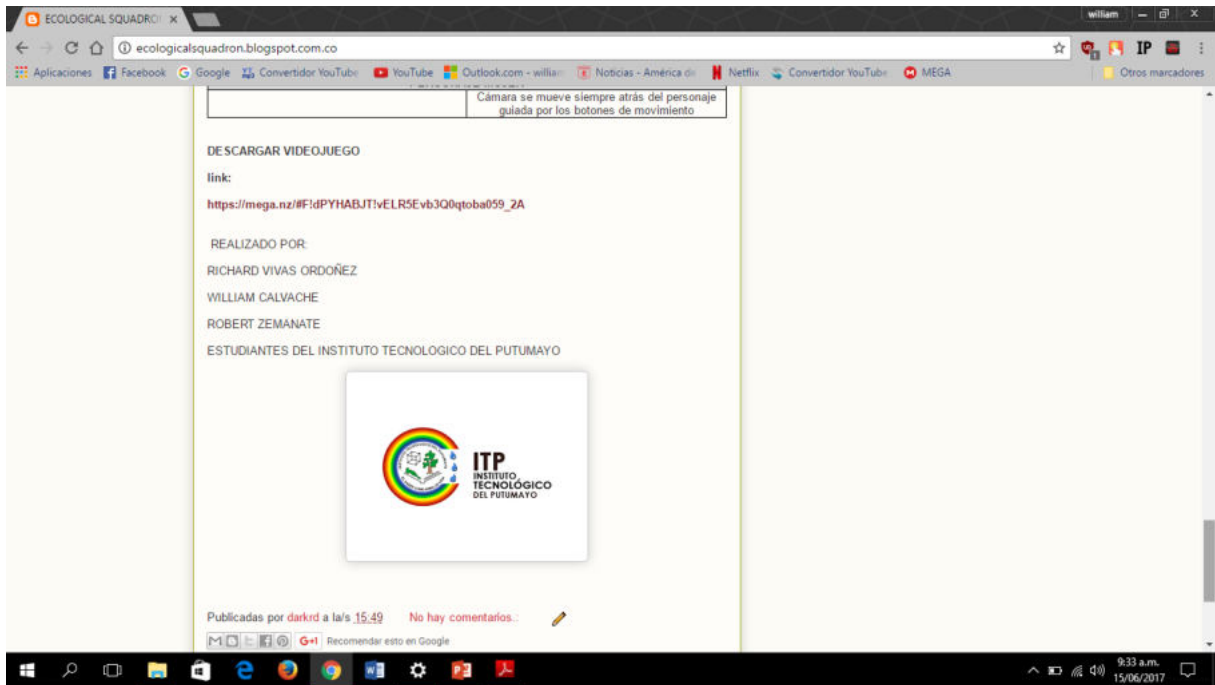 ECOLOGICAL SQUADRO
william
ecologicalsquadron.blogspot.com.co
IP
Aplicaciones Facebook Google Convertidor YouTube YouTube Outlook.com - william Noticias - América de Netflix Convertidor YouTube MEGA Otros marcadores
Cámara se mueve siempre atrás del personaje
guiada por los botones de movimiento
DESCARGAR VIDEOJUEGO
link:
https://mega.nz/#F!dPYHABJT!vELR5Evb3Q0qtoba059_2A
REALIZADO POR:
RICHARD VIVAS ORDOÑEZ
WILLIAM CALVACHE
ROBERT ZEMANATE
ESTUDIANTES DEL INSTITUTO TECNOLOGICO DEL PUTUMAYO
ITP
INSTITUTO
TECNOLÓGICO
DEL PUTUMAYO
Publicadas por darkrd a la/s 15:49 No hay comentarios.:
G+1 Recomendar esto en Google
9:33 a.m.
15/06/2017